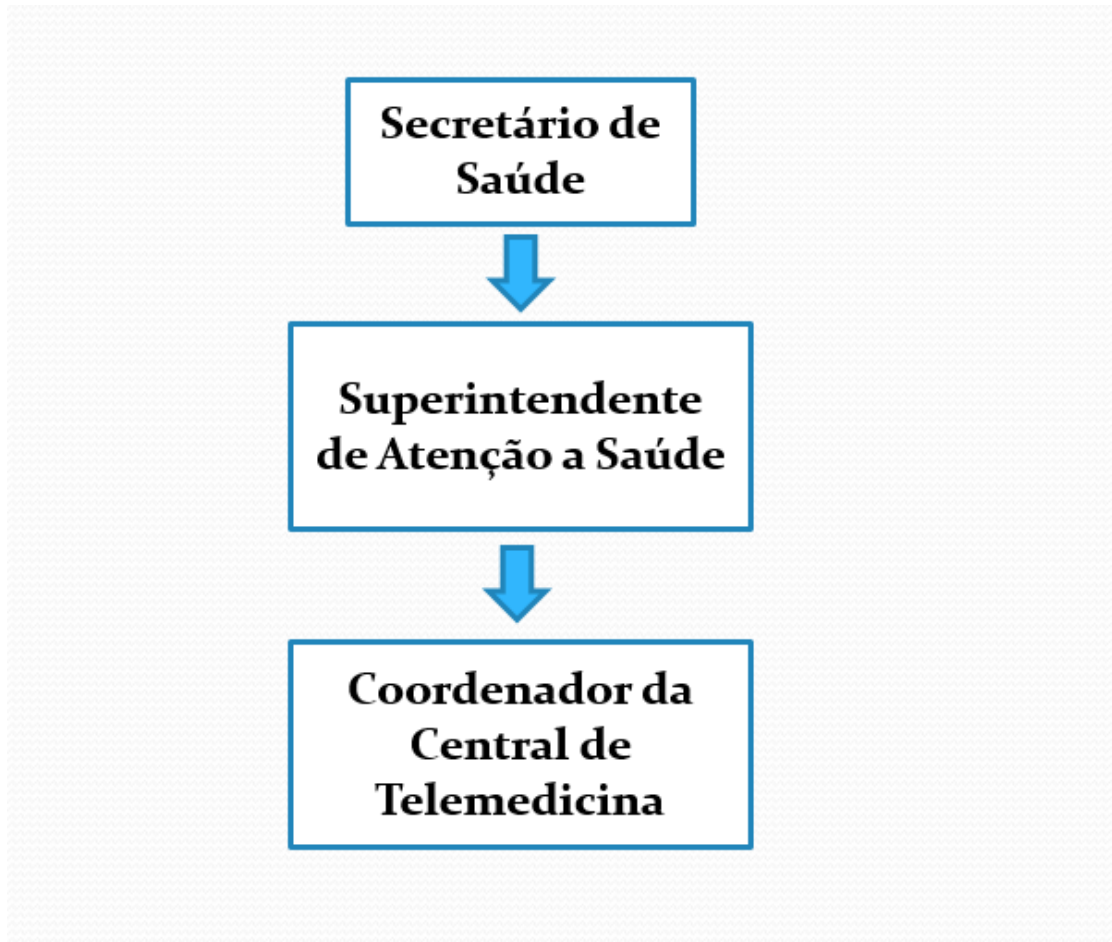 Secretário de
Saúde
Superintendente
de Atenção a Saúde
Coordenador da
Central de
Telemedicina